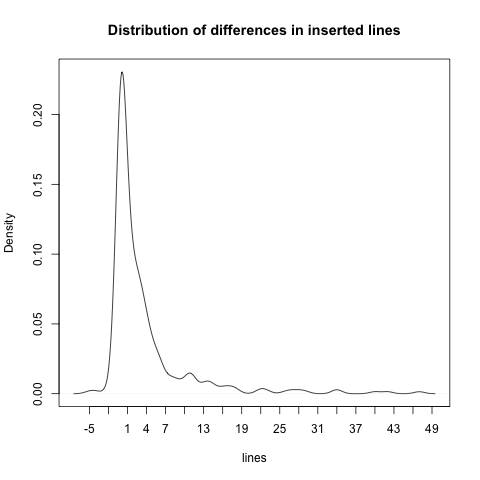 Distribution of differences in inserted lines
Density
0.20
0.15
0.10
0.05
0.00
-5 1 4 7 13 19 25 31 37 43 49
lines